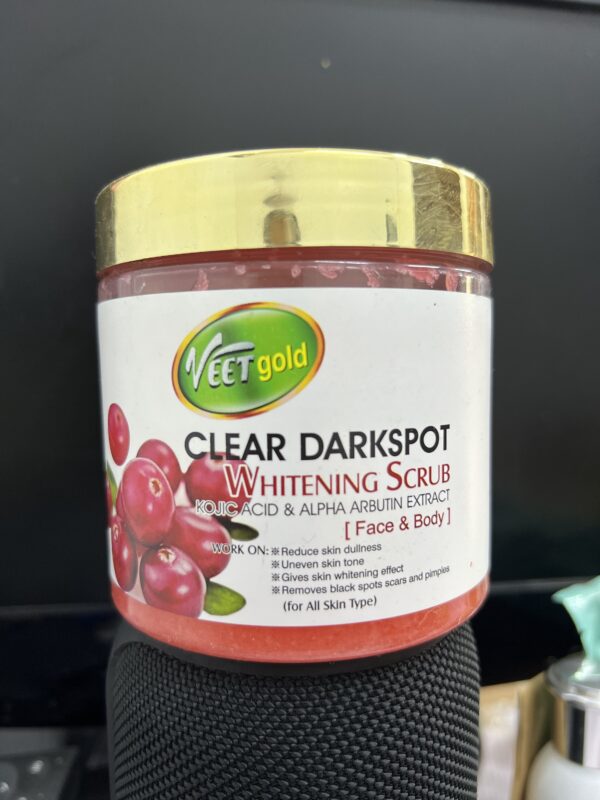 VEET gold
CLEAR DARKSPOT
WHITENING SCRUB
KOJIC ACID & ALPHA ARBUTIN EXTRACT
[ Face & Body ]
WORK ON: ※Reduce skin dullness
※Uneven skin tone
※Gives skin whitening effect
※Removes black spots scars and pimples
(for All Skin Type)